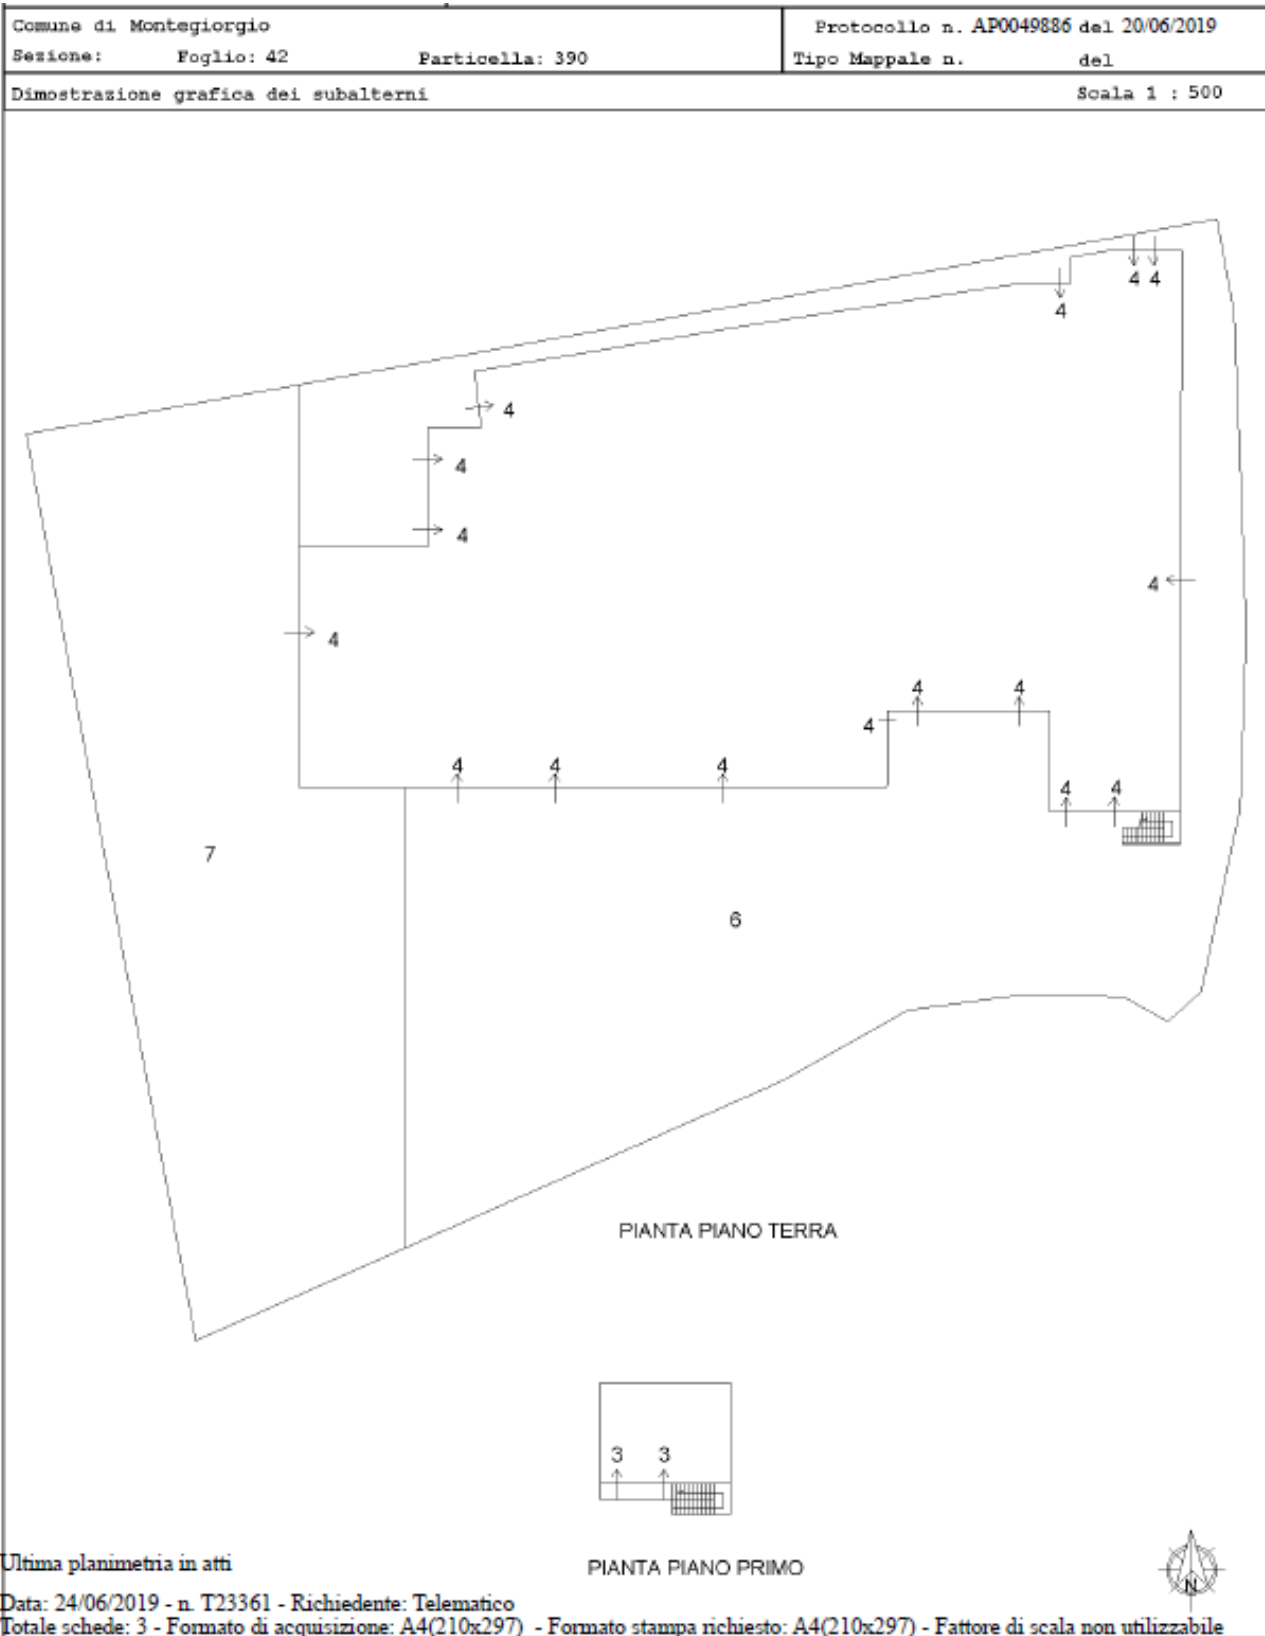 Comune di Montegiorgio
Protocollo n. AP0049886 del 20/06/2019
Sezione: Foglio: 42 Particella: 390
Tipo Mappale n. del
Dimostrazione grafica dei subalterni
Scala 1 : 500
4 4
4
4
4
4
4
4
4 4
4
4 4 4
4 4
7
6
PIANTA PIANO TERRA
3 3
PIANTA PIANO PRIMO
N
Ultima planimetria in atti
Data: 24/06/2019 - n. T23361 - Richiedente: Telematico
Totale schede: 3 - Formato di acquisizione: A4(210x297) - Formato stampa richiesto: A4(210x297) - Fattore di scala non utilizzabile